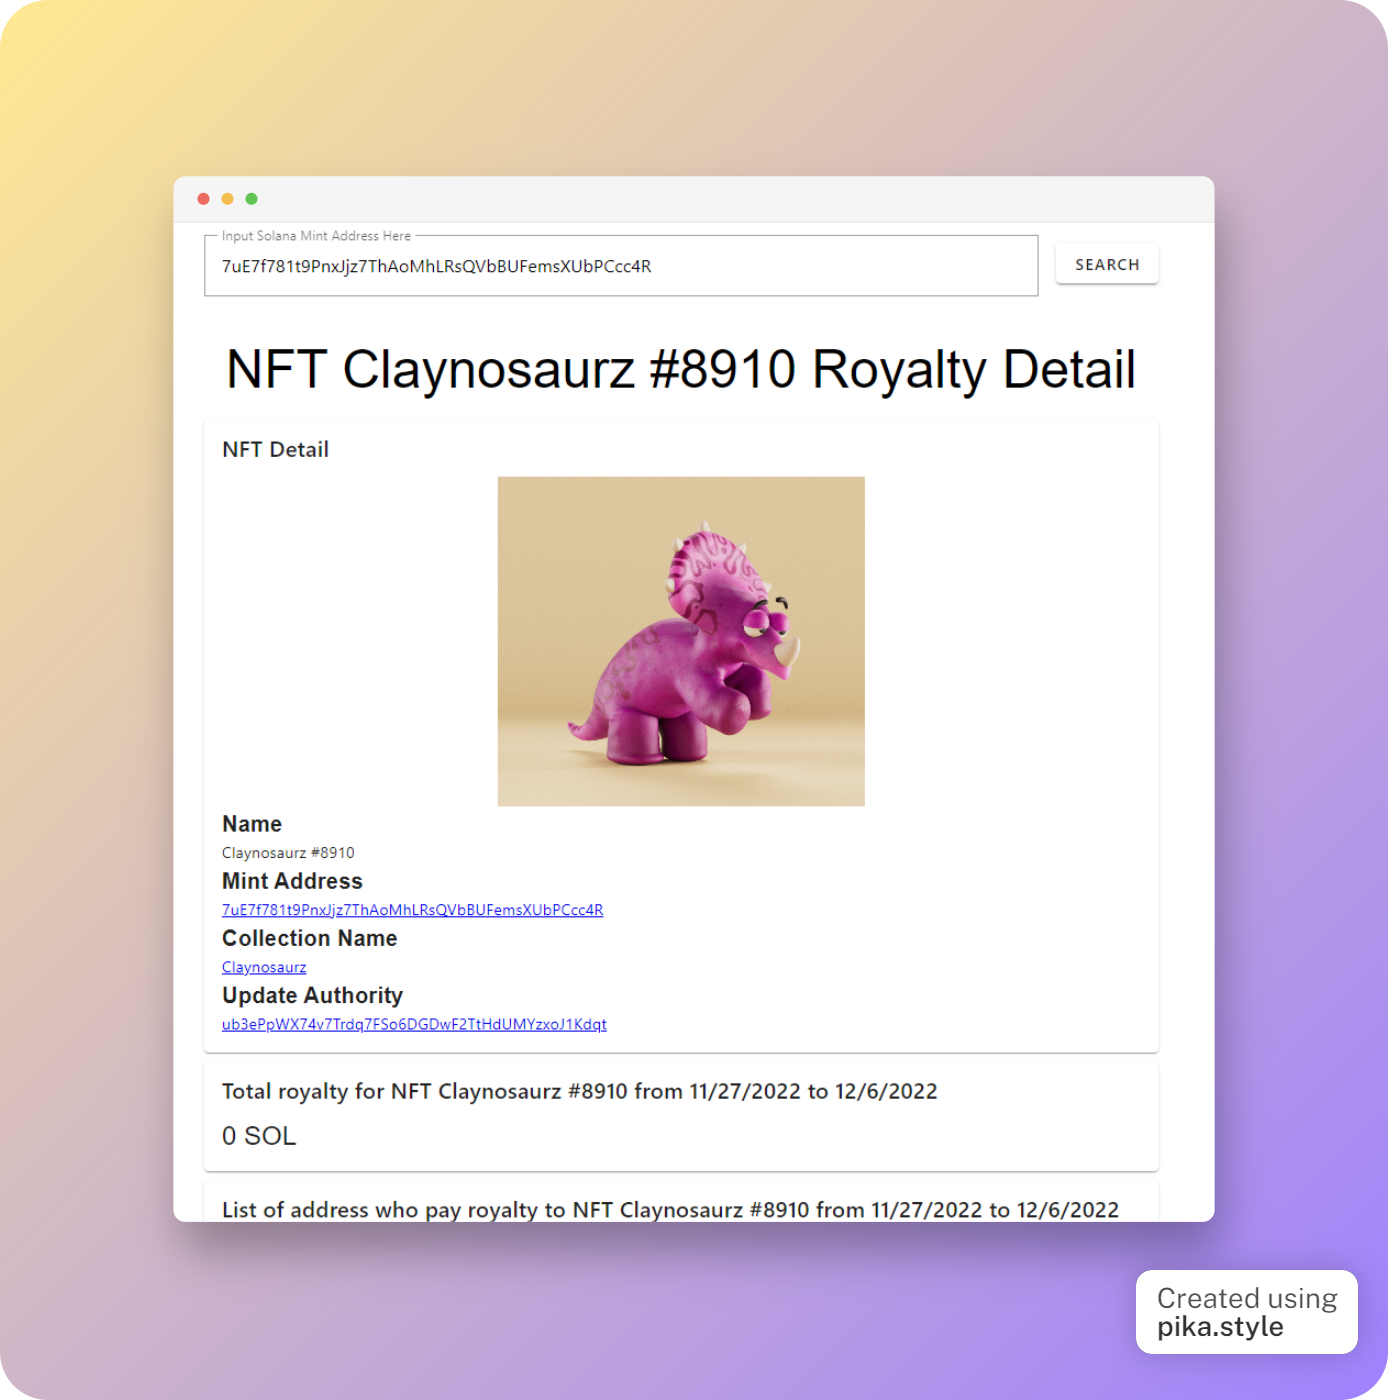 Input Solana Mint Address Here
7uE7f781t9PnxJjz7ThAoMhLRsQVbBUFemsXUbPCcc4R
SEARCH
NFT Claynosaurz #8910 Royalty Detail
NFT Detail
Name
Claynosaurz #8910
Mint Address
7uE7f781t9PnxJjz7ThAoMhLRsQVbBUFemsXUbPCcc4R
Collection Name
Claynosaurz
Update Authority
ub3ePpWX74v7Trdq7FSo6DGDwF2TtHdUMYzxoJ1Kdqt
Total royalty for NFT Claynosaurz #8910 from 11/27/2022 to 12/6/2022
0 SOL
List of address who pay royalty to NFT Claynosaurz #8910 from 11/27/2022 to 12/6/2022
Created using
pika.style